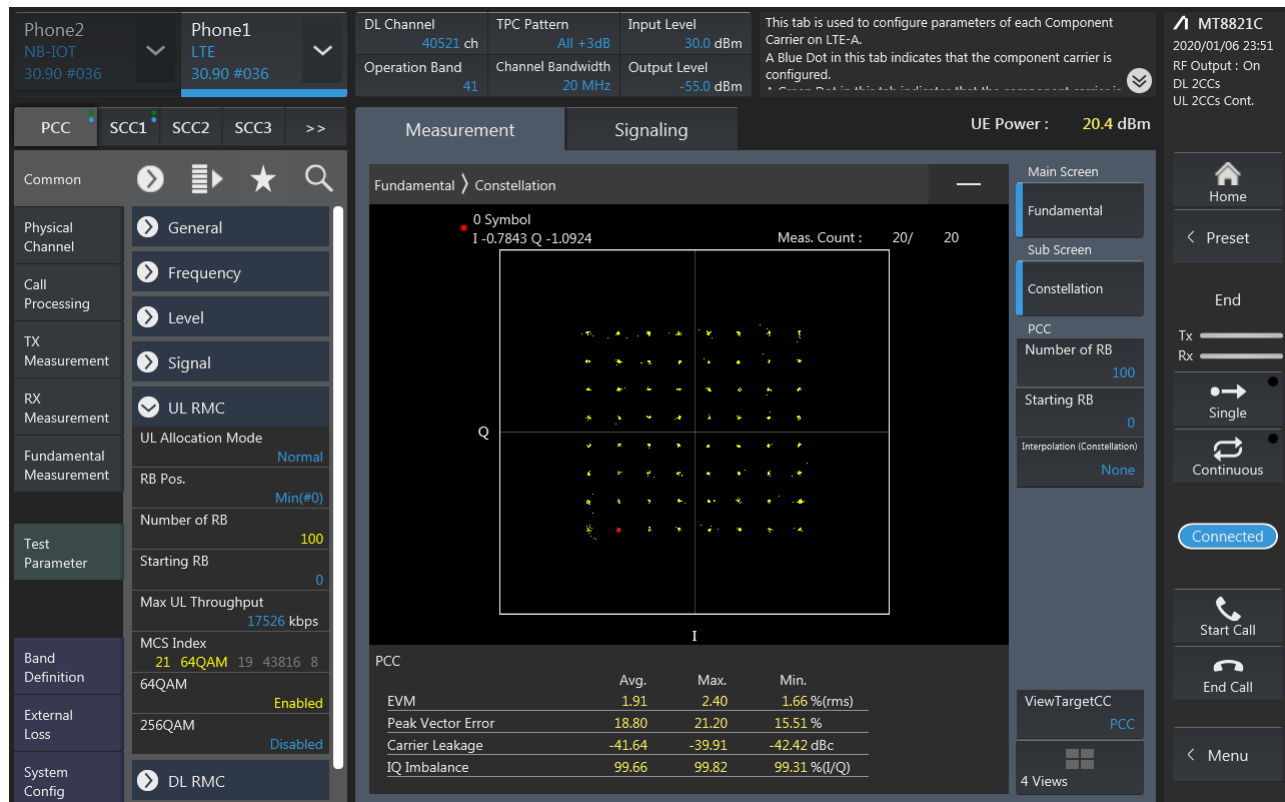 Phone2
NB-IOT
30.90 #036
Phone1
LTE
30.90 #036
DL Channel
40521 ch
Operation Band
41
TPC Pattern
All +3dB
Channel Bandwidth
20 MHz
Input Level
30.0 dBm
Output Level
-55.0 dBm
This tab is used to configure parameters of each Component
Carrier on LTE-A.
A Blue Dot in this tab indicates that the component carrier is
configured.
MT8821C
2020/01/06 23:51
RF Output : On
DL 2CCs
UL 2CCs Cont.
PCC SCC1 SCC2 SCC3 >>
Measurement
Signaling
UE Power : 20.4 dBm
Common
Physical
Channel
Call
Processing
TX
Measurement
RX
Measurement
Fundamental
Measurement
Test
Parameter
Band
Definition
External
Loss
System
Config
General
Frequency
Level
Signal
UL RMC
UL Allocation Mode
Normal
RB Pos.
Min(#0)
Number of RB
100
Starting RB
0
Max UL Throughput
17526 kbps
MCS Index
21 64QAM 19 43816 8
64QAM
Enabled
256QAM
Disabled
DL RMC
Fundamental 〉 Constellation
0 Symbol
I -0.7843 Q -1.0924
Meas. Count : 20/ 20
Q
I
PCC
Avg. Max. Min.
EVM 1.91 2.40 1.66 %(rms)
Peak Vector Error 18.80 21.20 15.51 %
Carrier Leakage -41.64 -39.91 -42.42 dBc
IQ Imbalance 99.66 99.82 99.31 %(I/Q)
Main Screen
Fundamental
Sub Screen
Constellation
PCC
Number of RB
100
Starting RB
0
Interpolation (Constellation)
None
ViewTargetCC
PCC
4 Views
Home
< Preset
End
Tx
Rx
Single
Continuous
Connected
Start Call
End Call
< Menu